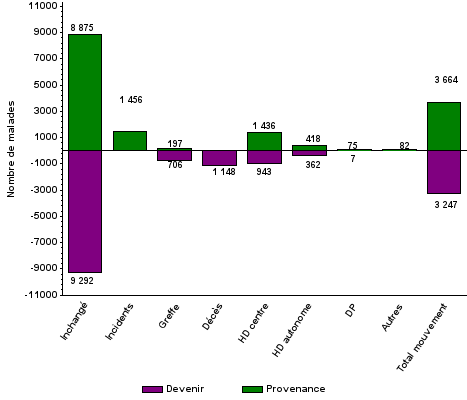 11000
9000
7000
5000
3000
1000
-1000
-3000
-5000
-7000
-9000
-11000
Nombre de malades
8 875
1 456
197
1 436
418
75
82
3 664
9 292
706
1 148
943
362
7
3 247
Inchangé
Incidents
Greffe
Décès
HD centre
HD autonome
DP
Autres
Total mouvement
Devenir
Provenance